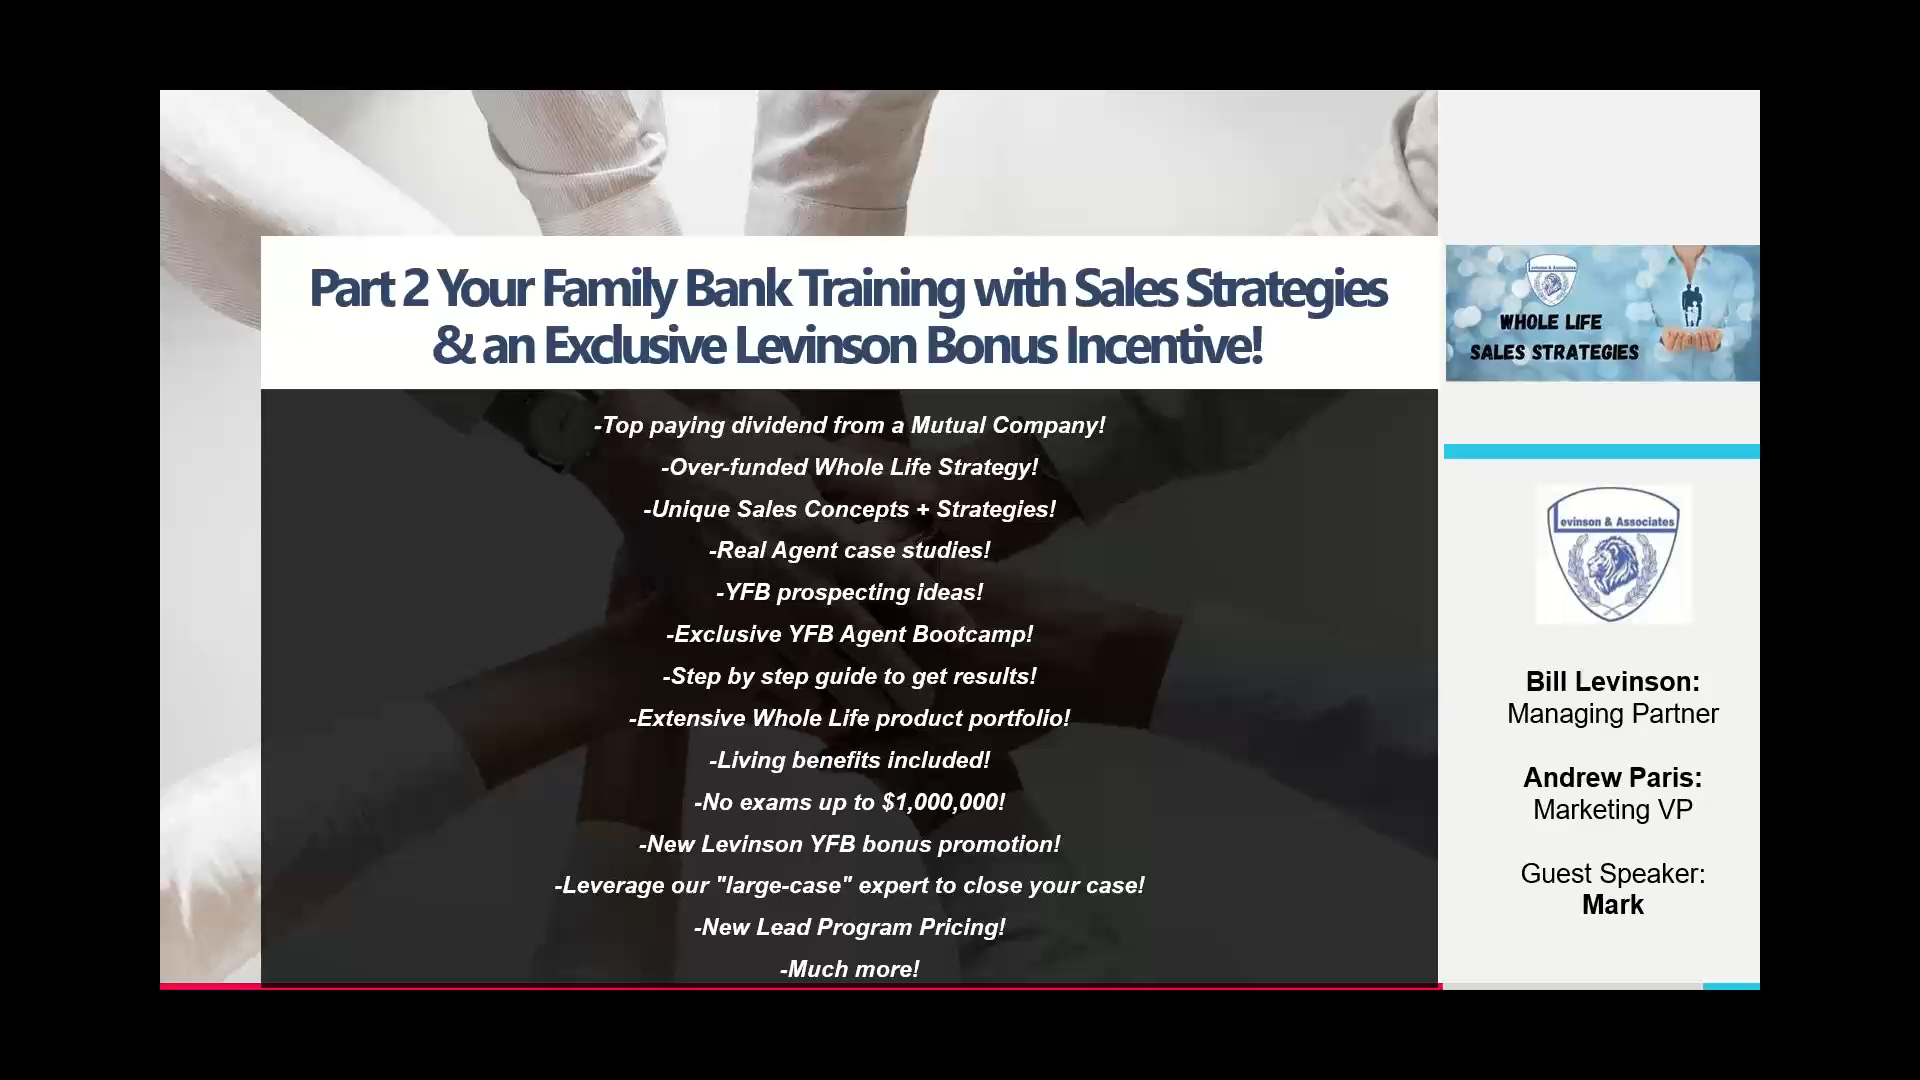 Part 2 Your Family Bank Training with Sales Strategies
& an Exclusive Levinson Bonus Incentive!
-Top paying dividend from a Mutual Company!
-Over-funded Whole Life Strategy!
-Unique Sales Concepts + Strategies!
-Real Agent case studies!
-YFB prospecting ideas!
-Exclusive YFB Agent Bootcamp!
-Step by step guide to get results!
-Extensive Whole Life product portfolio!
-Living benefits included!
-No exams up to $1,000,000!
-New Levinson YFB bonus promotion!
-Leverage our "large-case" expert to close your case!
-New Lead Program Pricing!
-Much more!
Levinson & Associates
WHOLE LIFE
SALES STRATEGIES
Levinson & Associates
Bill Levinson:
Managing Partner
Andrew Paris:
Marketing VP
Guest Speaker:
Mark